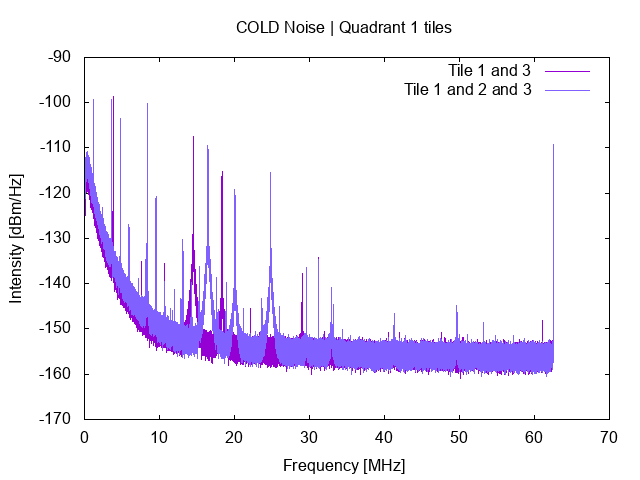 COLD Noise | Quadrant 1 tiles
Tile 1 and 3
Tile 1 and 2 and 3
Intensity [dBm/Hz]
-90
-100
-110
-120
-130
-140
-150
-160
-170
0 10 20 30 40 50 60 70
Frequency [MHz]